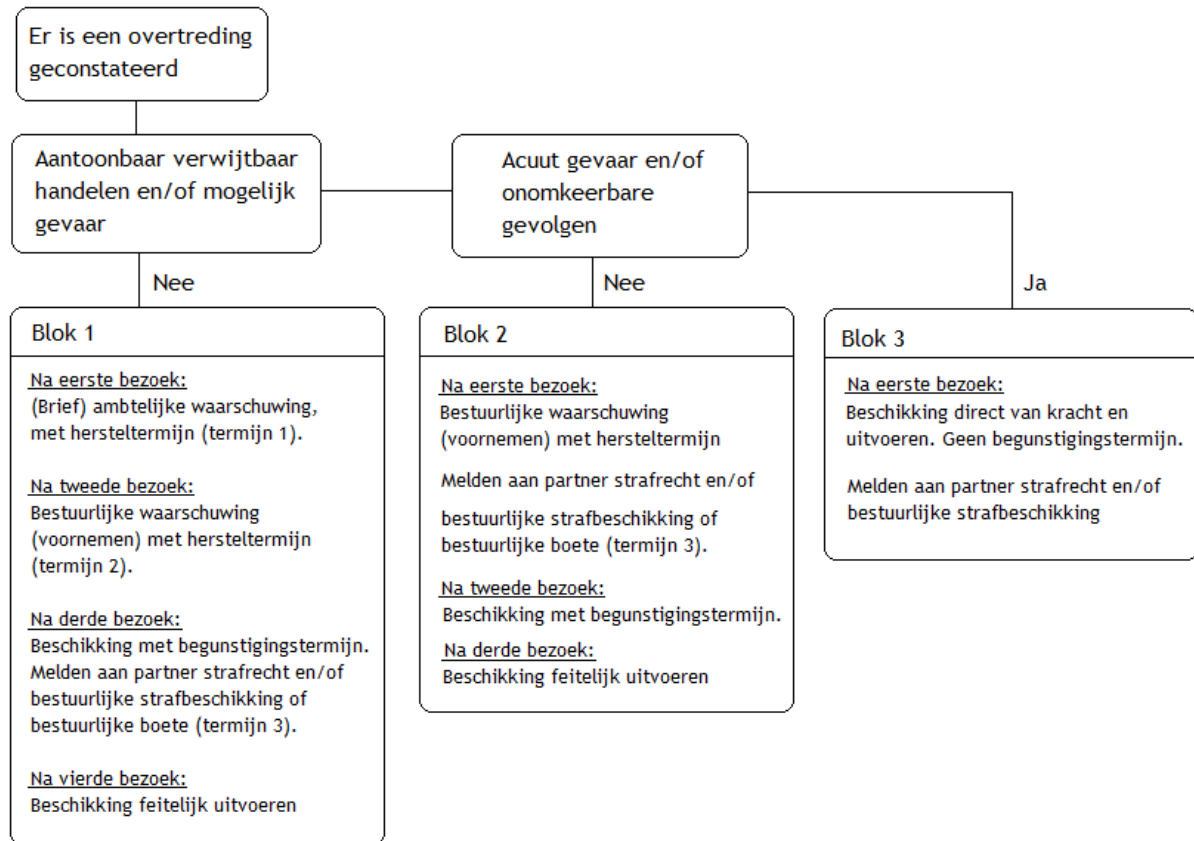 Er is een overtreding
geconstateerd
Aantoonbaar verwijtbaar
handelen en/of mogelijk
gevaar
Acuut gevaar en/of
onomkeerbare
gevolgen
Nee
Nee
Ja
Blok 1
Na eerste bezoek:
(Brief) ambtelijke waarschuwing,
met hersteltermijn (termijn 1).
Na tweede bezoek:
Bestuurlijke waarschuwing
(voornemen) met hersteltermijn
(termijn 2).
Na derde bezoek:
Beschikking met begunstigingstermijn.
Melden aan partner strafrecht en/of
bestuurlijke strafbeschikking of
bestuurlijke boete (termijn 3).
Na vierde bezoek:
Beschikking feitelijk uitvoeren
Blok 2
Na eerste bezoek:
Bestuurlijke waarschuwing
(voornemen) met hersteltermijn
Melden aan partner strafrecht en/of
bestuurlijke strafbeschikking of
bestuurlijke boete (termijn 3).
Na tweede bezoek:
Beschikking met begunstigingstermijn.
Na derde bezoek:
Beschikking feitelijk uitvoeren
Blok 3
Na eerste bezoek:
Beschikking direct van kracht en
uitvoeren. Geen begunstigingstermijn.
Melden aan partner strafrecht en/of
bestuurlijke strafbeschikking